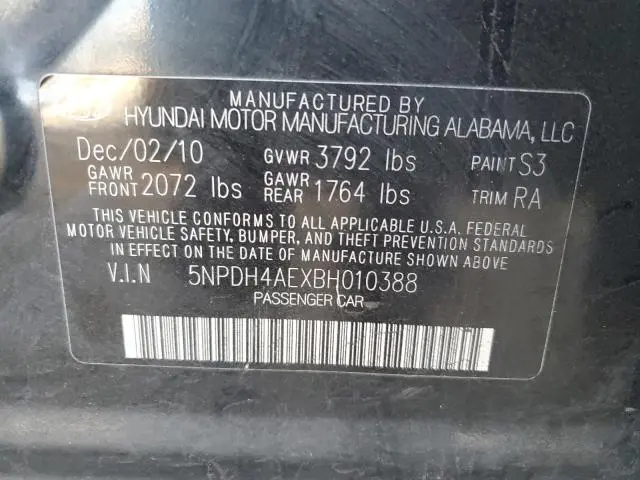 MANUFACTURED BY
HYUNDAI MOTOR MANUFACTURING ALABAMA, LLC
Dec/02/10 GVWR 3792 lbs PAINT S3
GAWR FRONT 2072 lbs GAWR REAR 1764 lbs TRIM RA
THIS VEHICLE CONFORMS TO ALL APPLICABLE U.S.A. FEDERAL
MOTOR VEHICLE SAFETY, BUMPER, AND THEFT PREVENTION STANDARDS
IN EFFECT ON THE DATE OF MANUFACTURE SHOWN ABOVE.
V.I.N 5NPDH4AEXBH010388
PASSENGER CAR